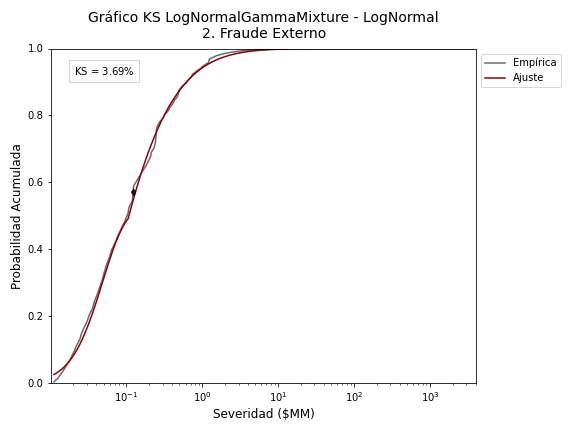 Gráfico KS LogNormalGammaMixture - LogNormal
2. Fraude Externo
KS = 3.69%
Empírica
Ajuste
Probabilidad Acumulada
1.0
0.8
0.6
0.4
0.2
0.0
10⁻¹
10⁰
10¹
10²
10³
Severidad ($MM)